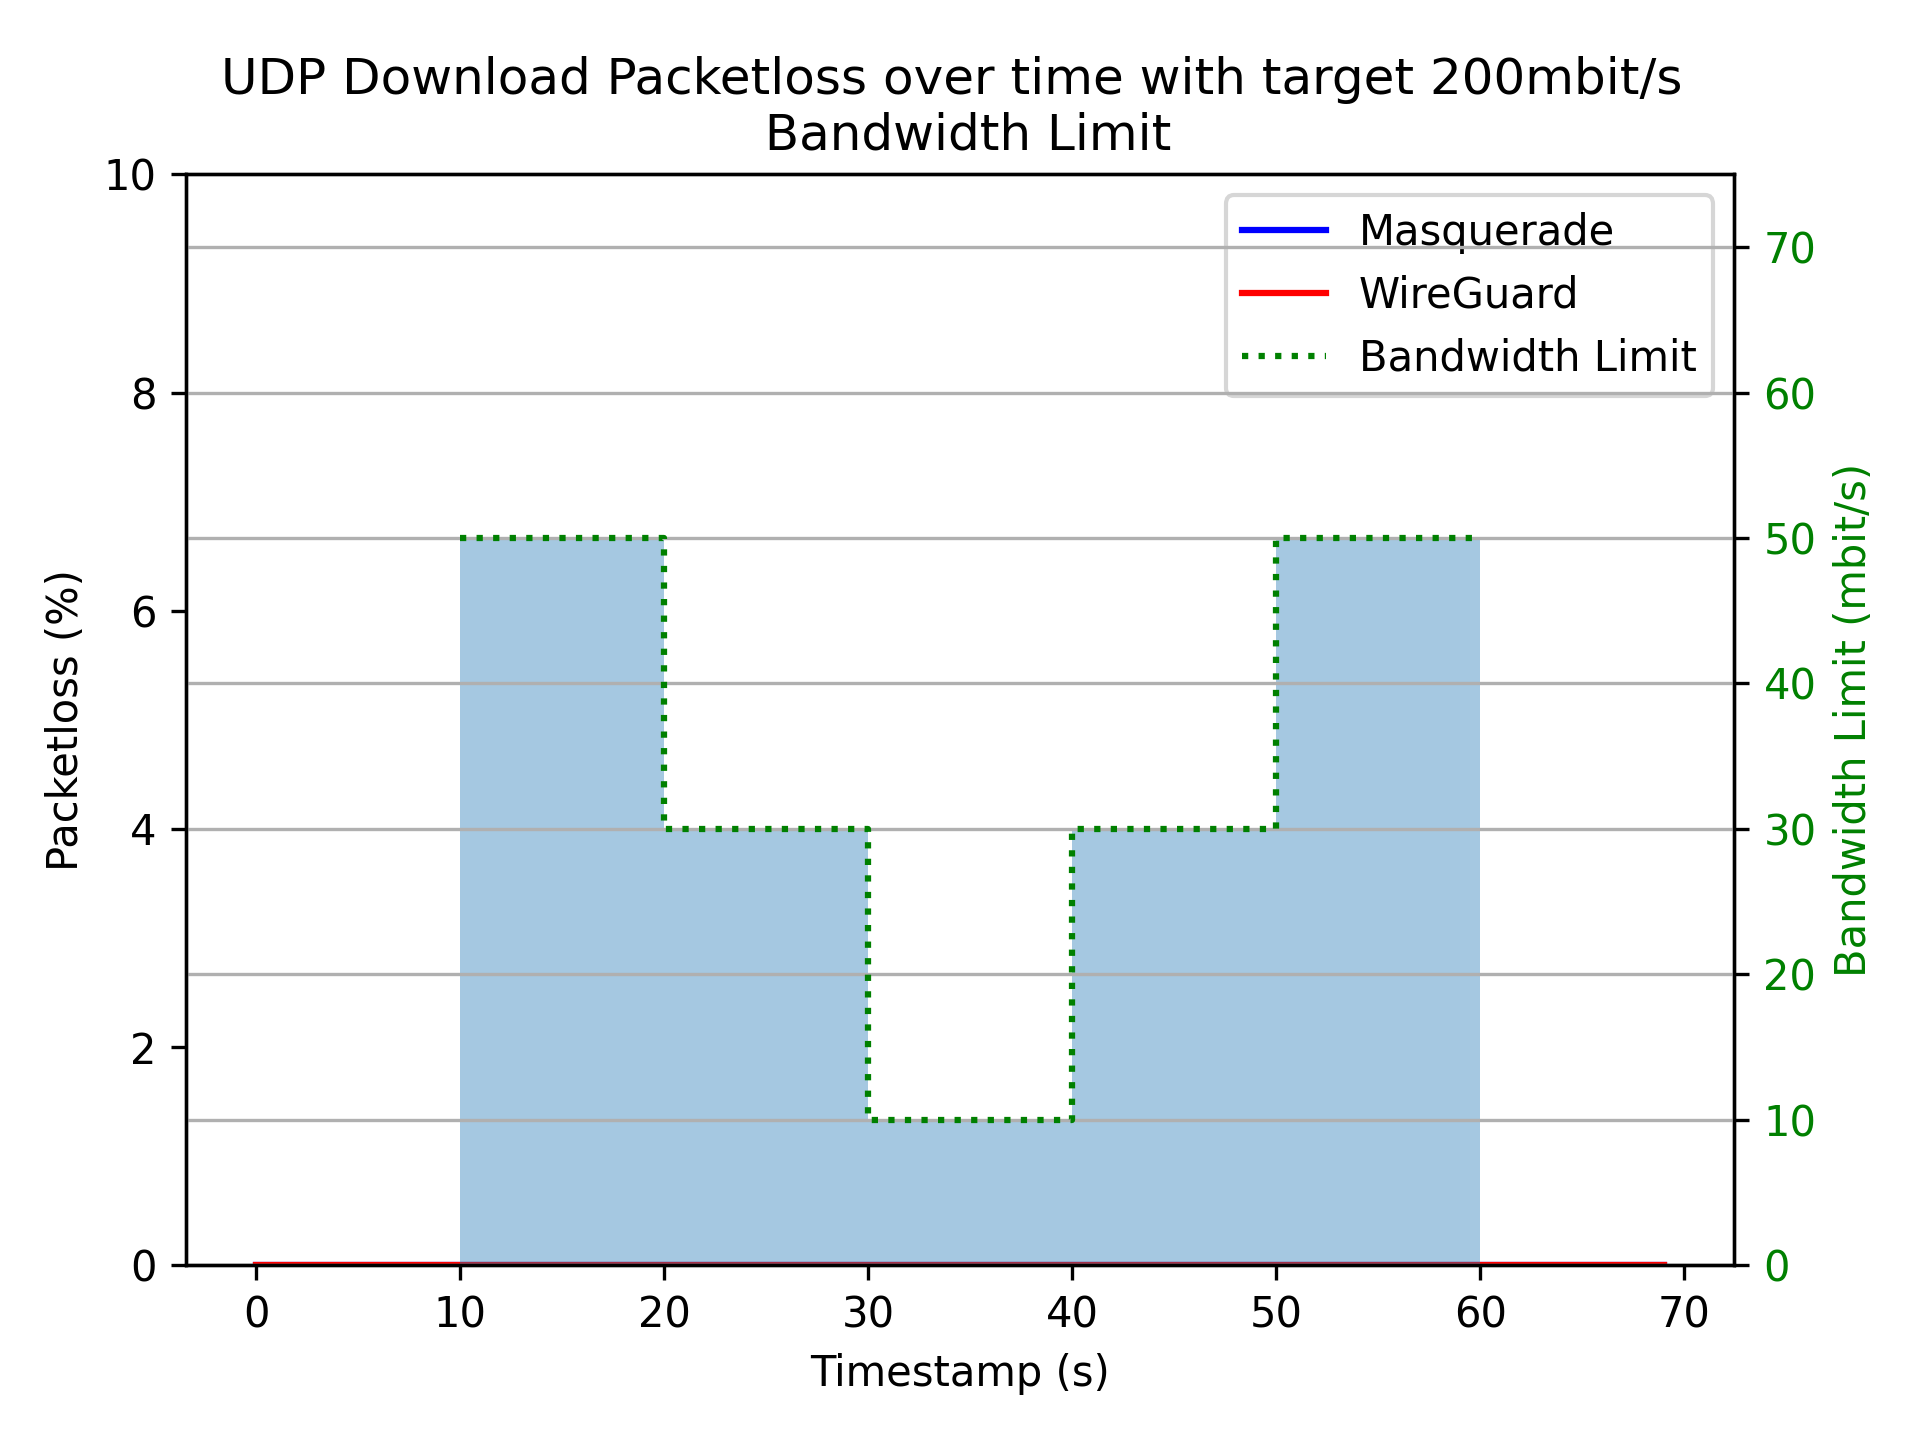 UDP Download Packetloss over time with target 200mbit/s
Bandwidth Limit
Masquerade
WireGuard
Bandwidth Limit
Packetloss (%)
10
8
6
4
2
0
70
60
50
40
30
20
10
0
Bandwidth Limit (mbit/s)
0 10 20 30 40 50 60 70
Timestamp (s)